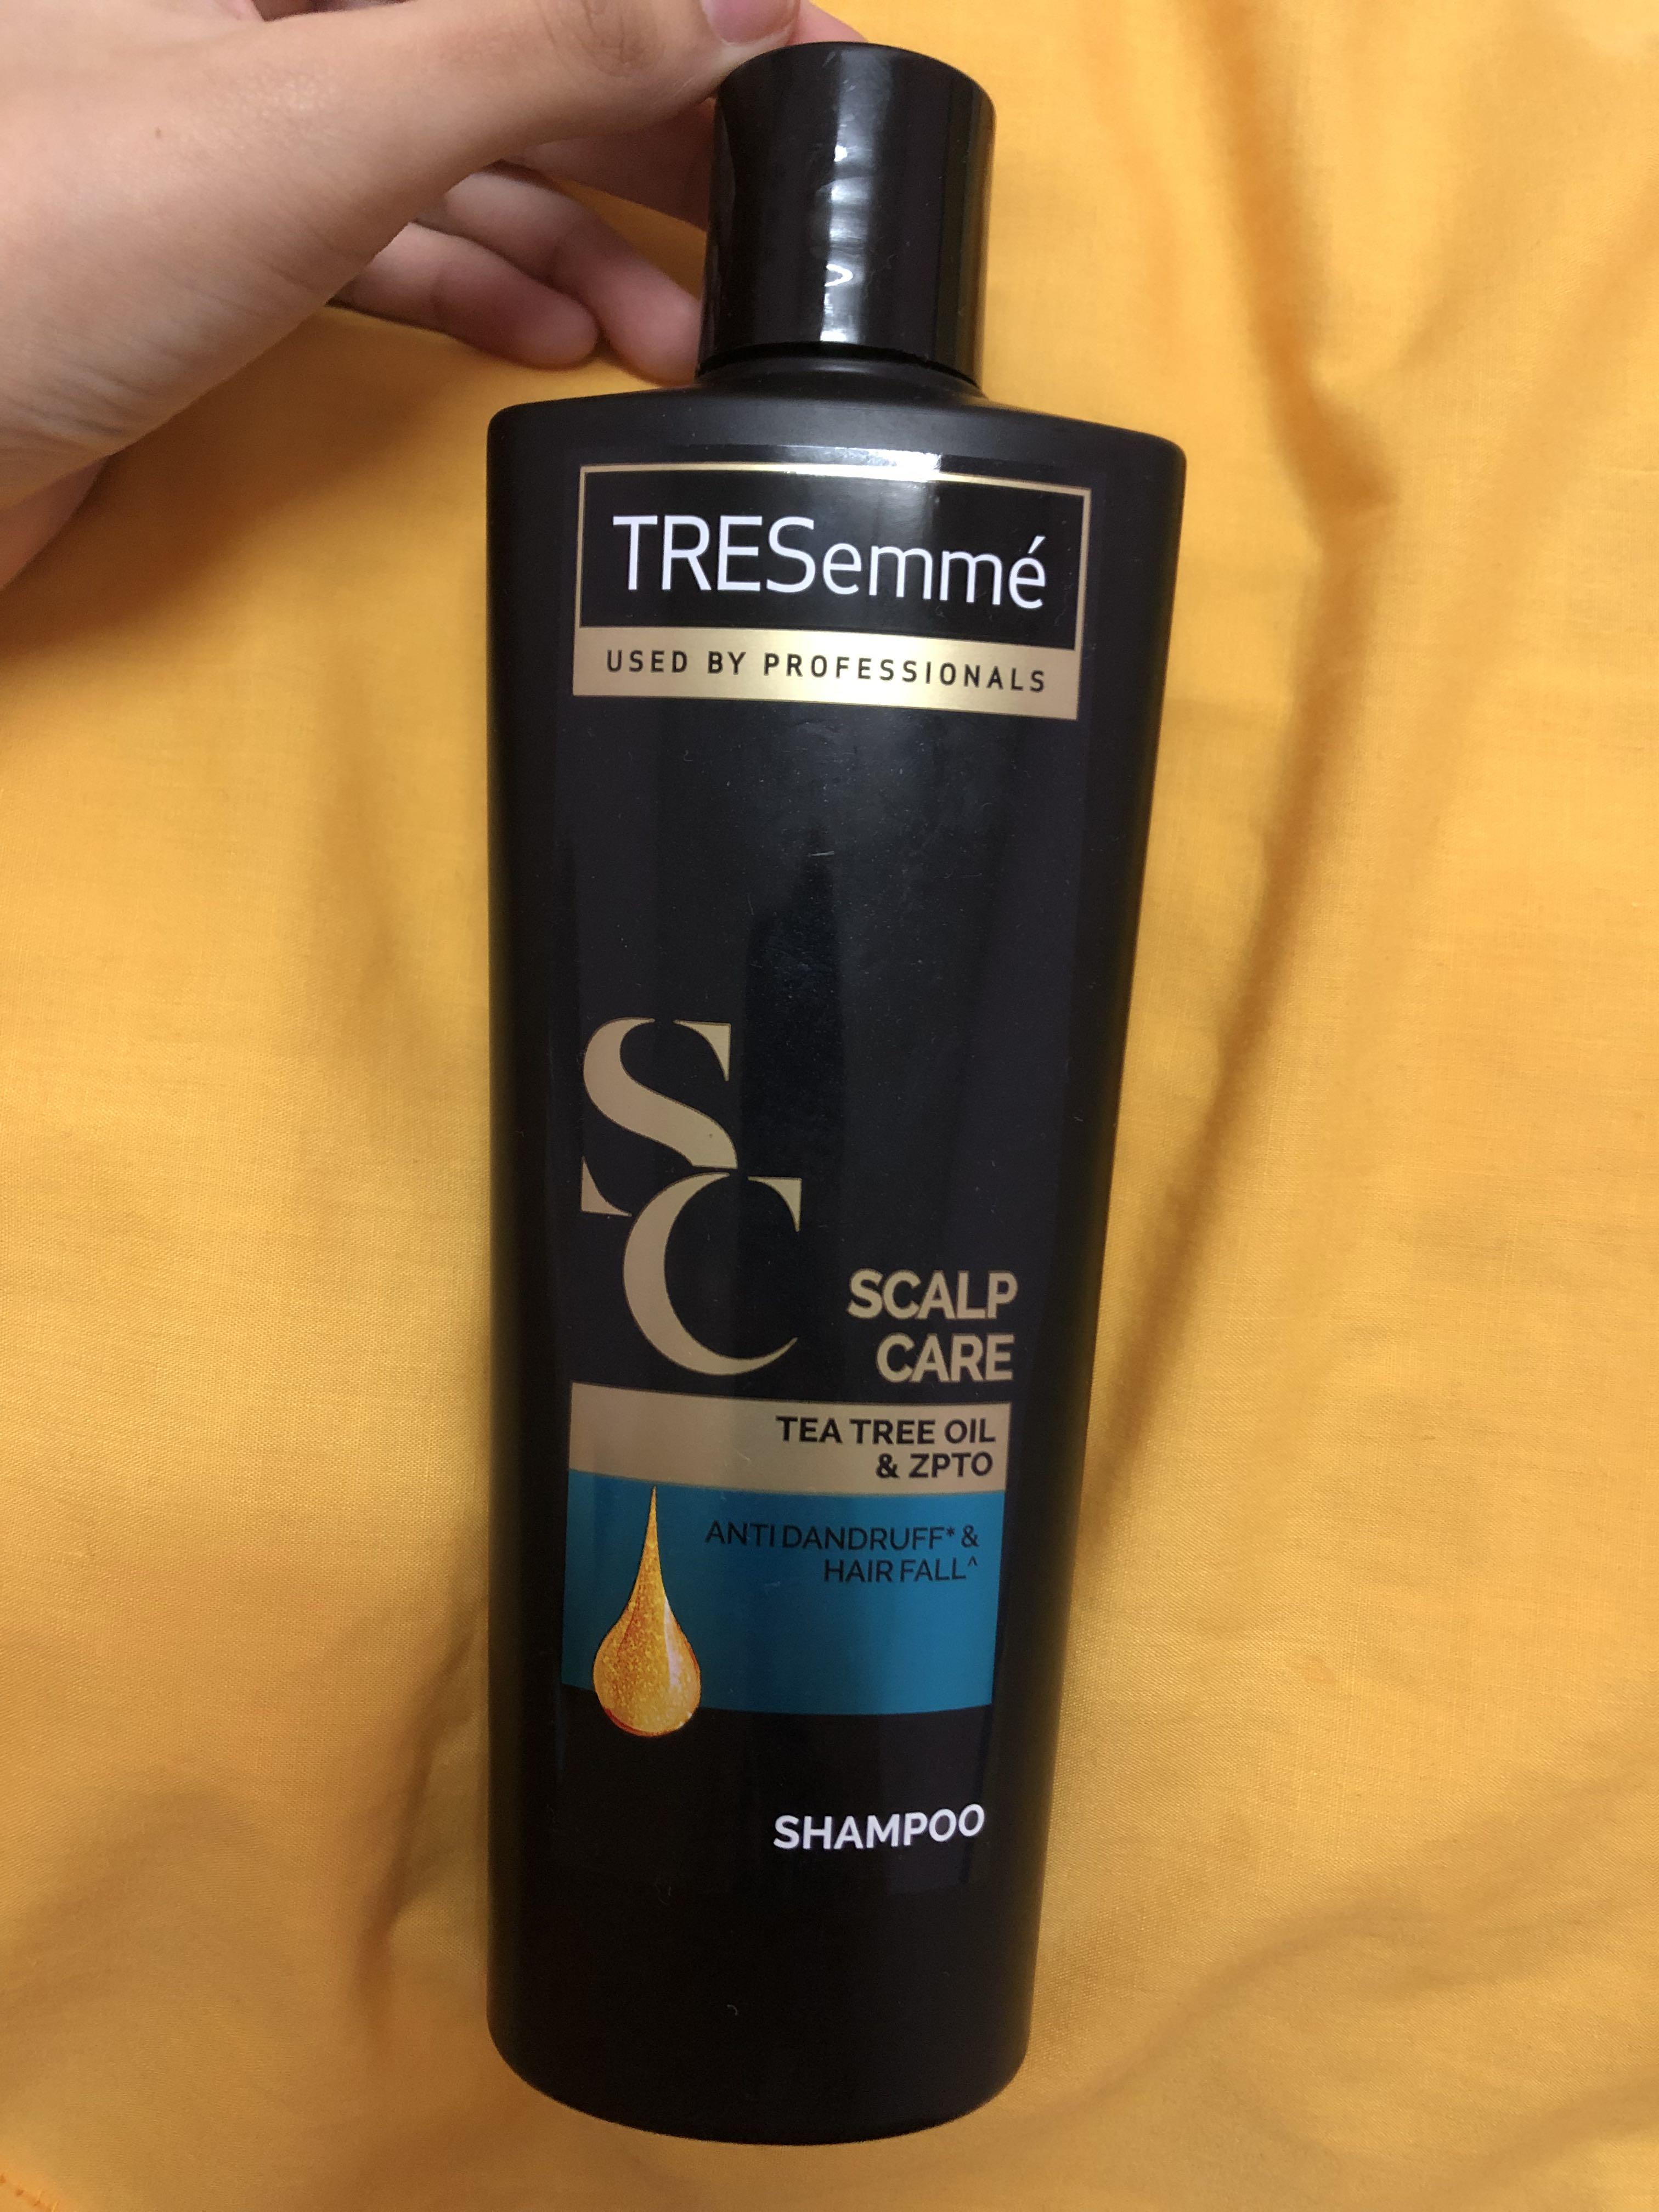 TRESemmé
USED BY PROFESSIONALS
SC
SCALP
CARE
TEA TREE OIL
& ZPTO
ANTI DANDRUFF* &
HAIR FALL^
SHAMPOO